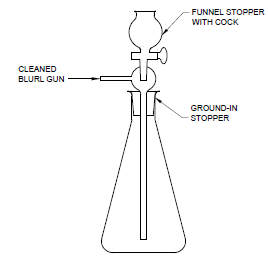 FUNNEL STOPPER
WITH COCK
CLEANED
BLURL GUN
GROUND-IN
STOPPER